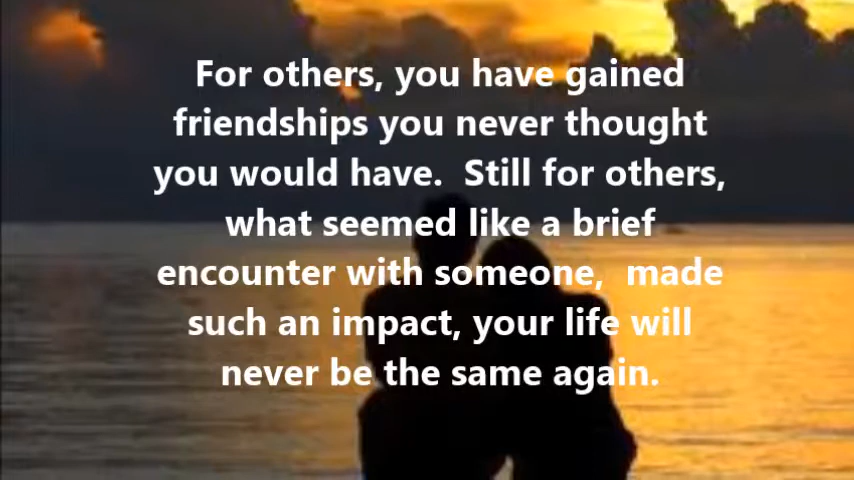 For others, you have gained
friendships you never thought
you would have.  Still for others,
what seemed like a brief
encounter with someone,  made
such an impact, your life will
never be the same again.